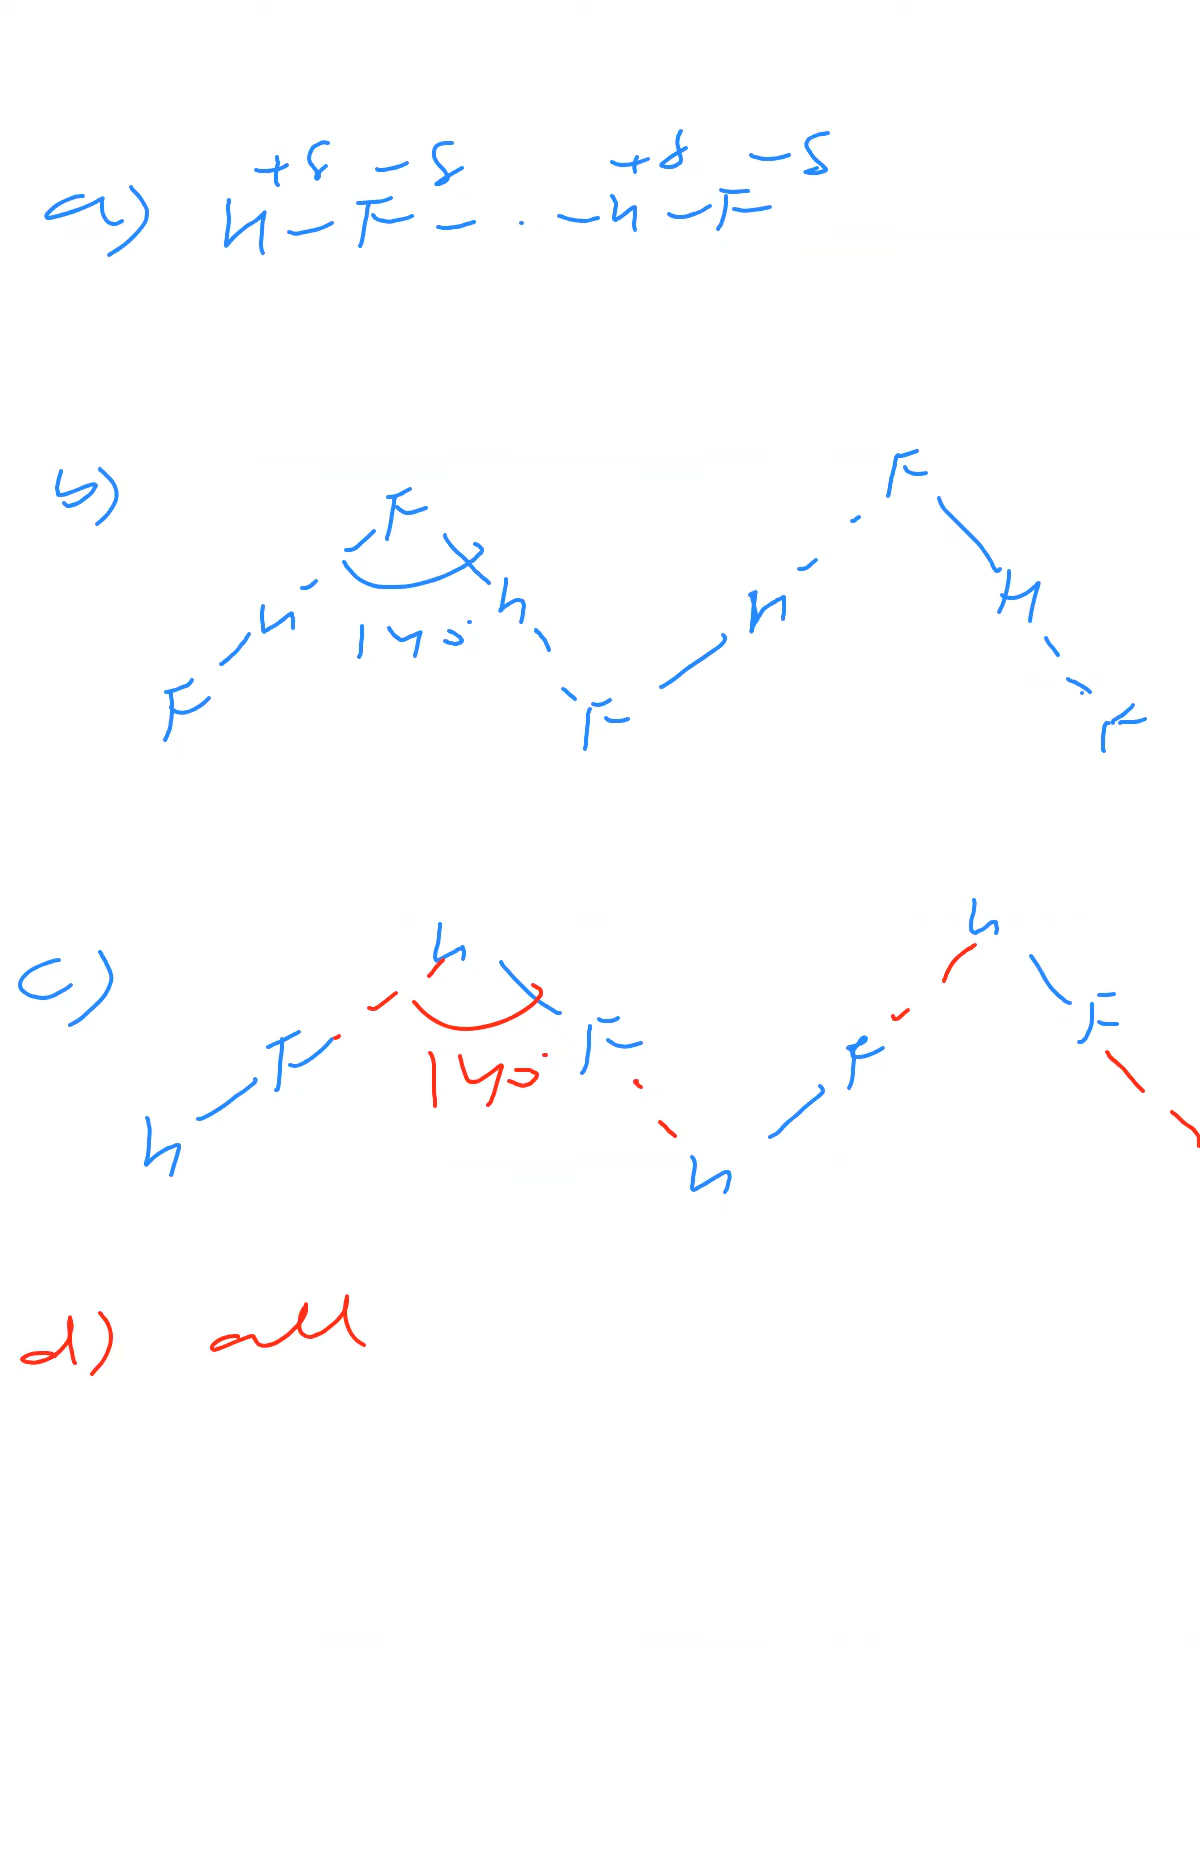 +δ -δ +δ -δ
a) H-F- · -H-F
b) F F
H H H H
140°
F F F
c) H H
F F F F
140°
H H
d) all